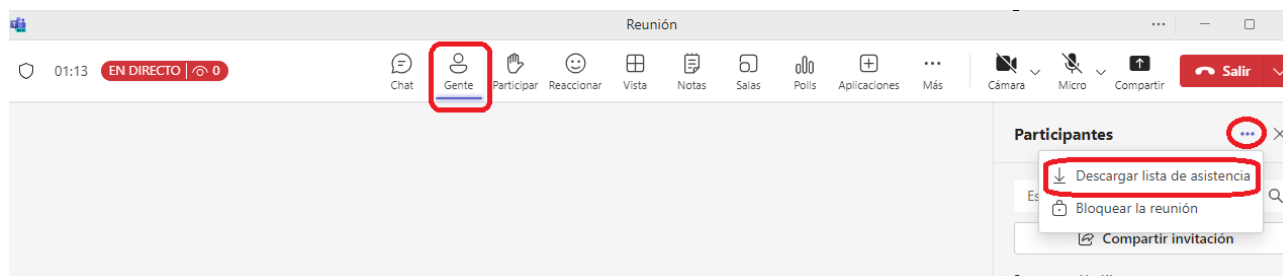 Reunión
01:13 EN DIRECTO 0
Chat Gente Participar Reaccionar Vista Notas Salas Polls Aplicaciones Más Cámara Micro Compartir Salir
Participantes
Descargar lista de asistencia
Es
Bloquear la reunión
Compartir invitación